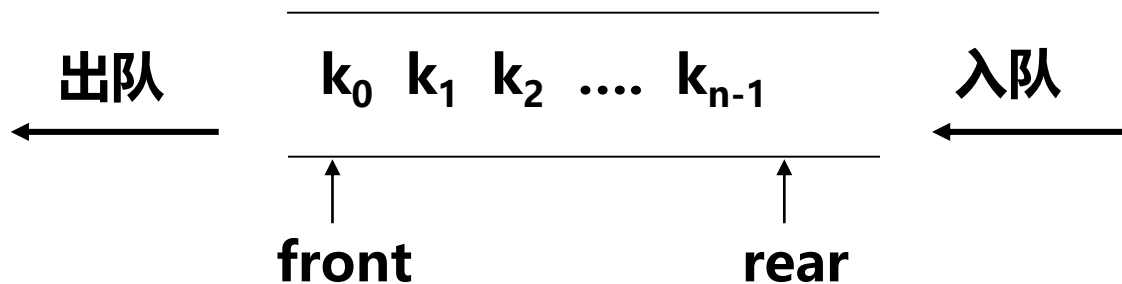 出队 k₀ k₁ k₂ .... kₙ₋₁ 入队
front rear